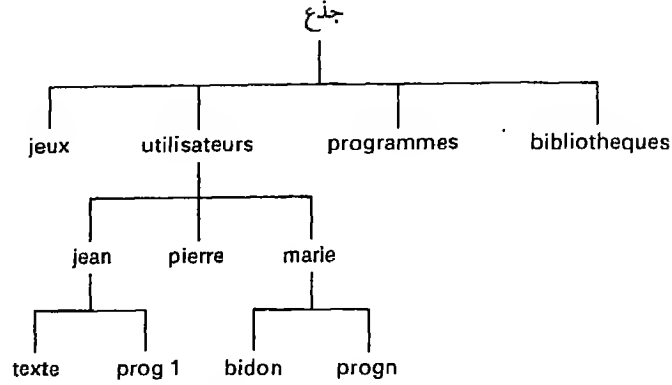 جذع
jeux utilisateurs programmes bibliotheques
jean pierre marie
texte prog 1 bidon progn